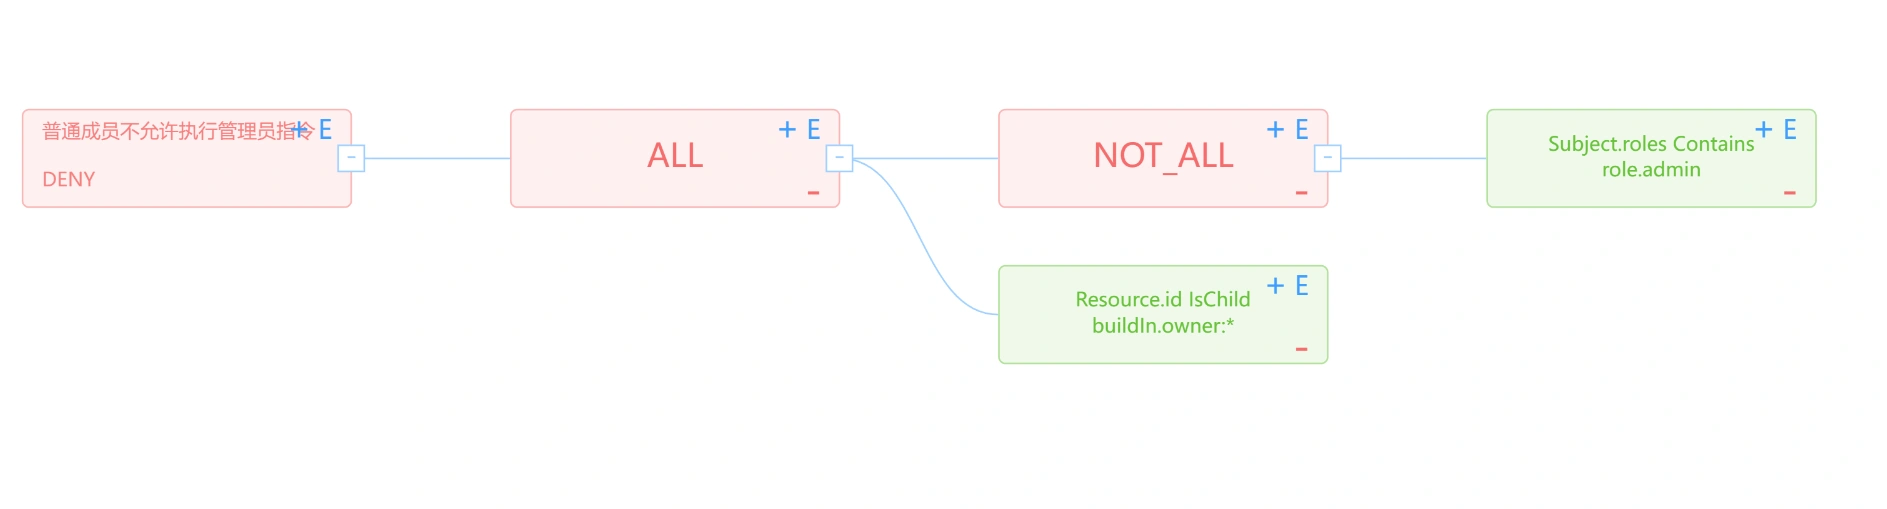 普通成员不允许执行管理员指令
+ E
DENY
−
ALL
+ E
−
−
NOT_ALL
+ E
−
−
Subject.roles Contains
role.admin
+ E
−
Resource.id IsChild
buildIn.owner:*
+ E
−